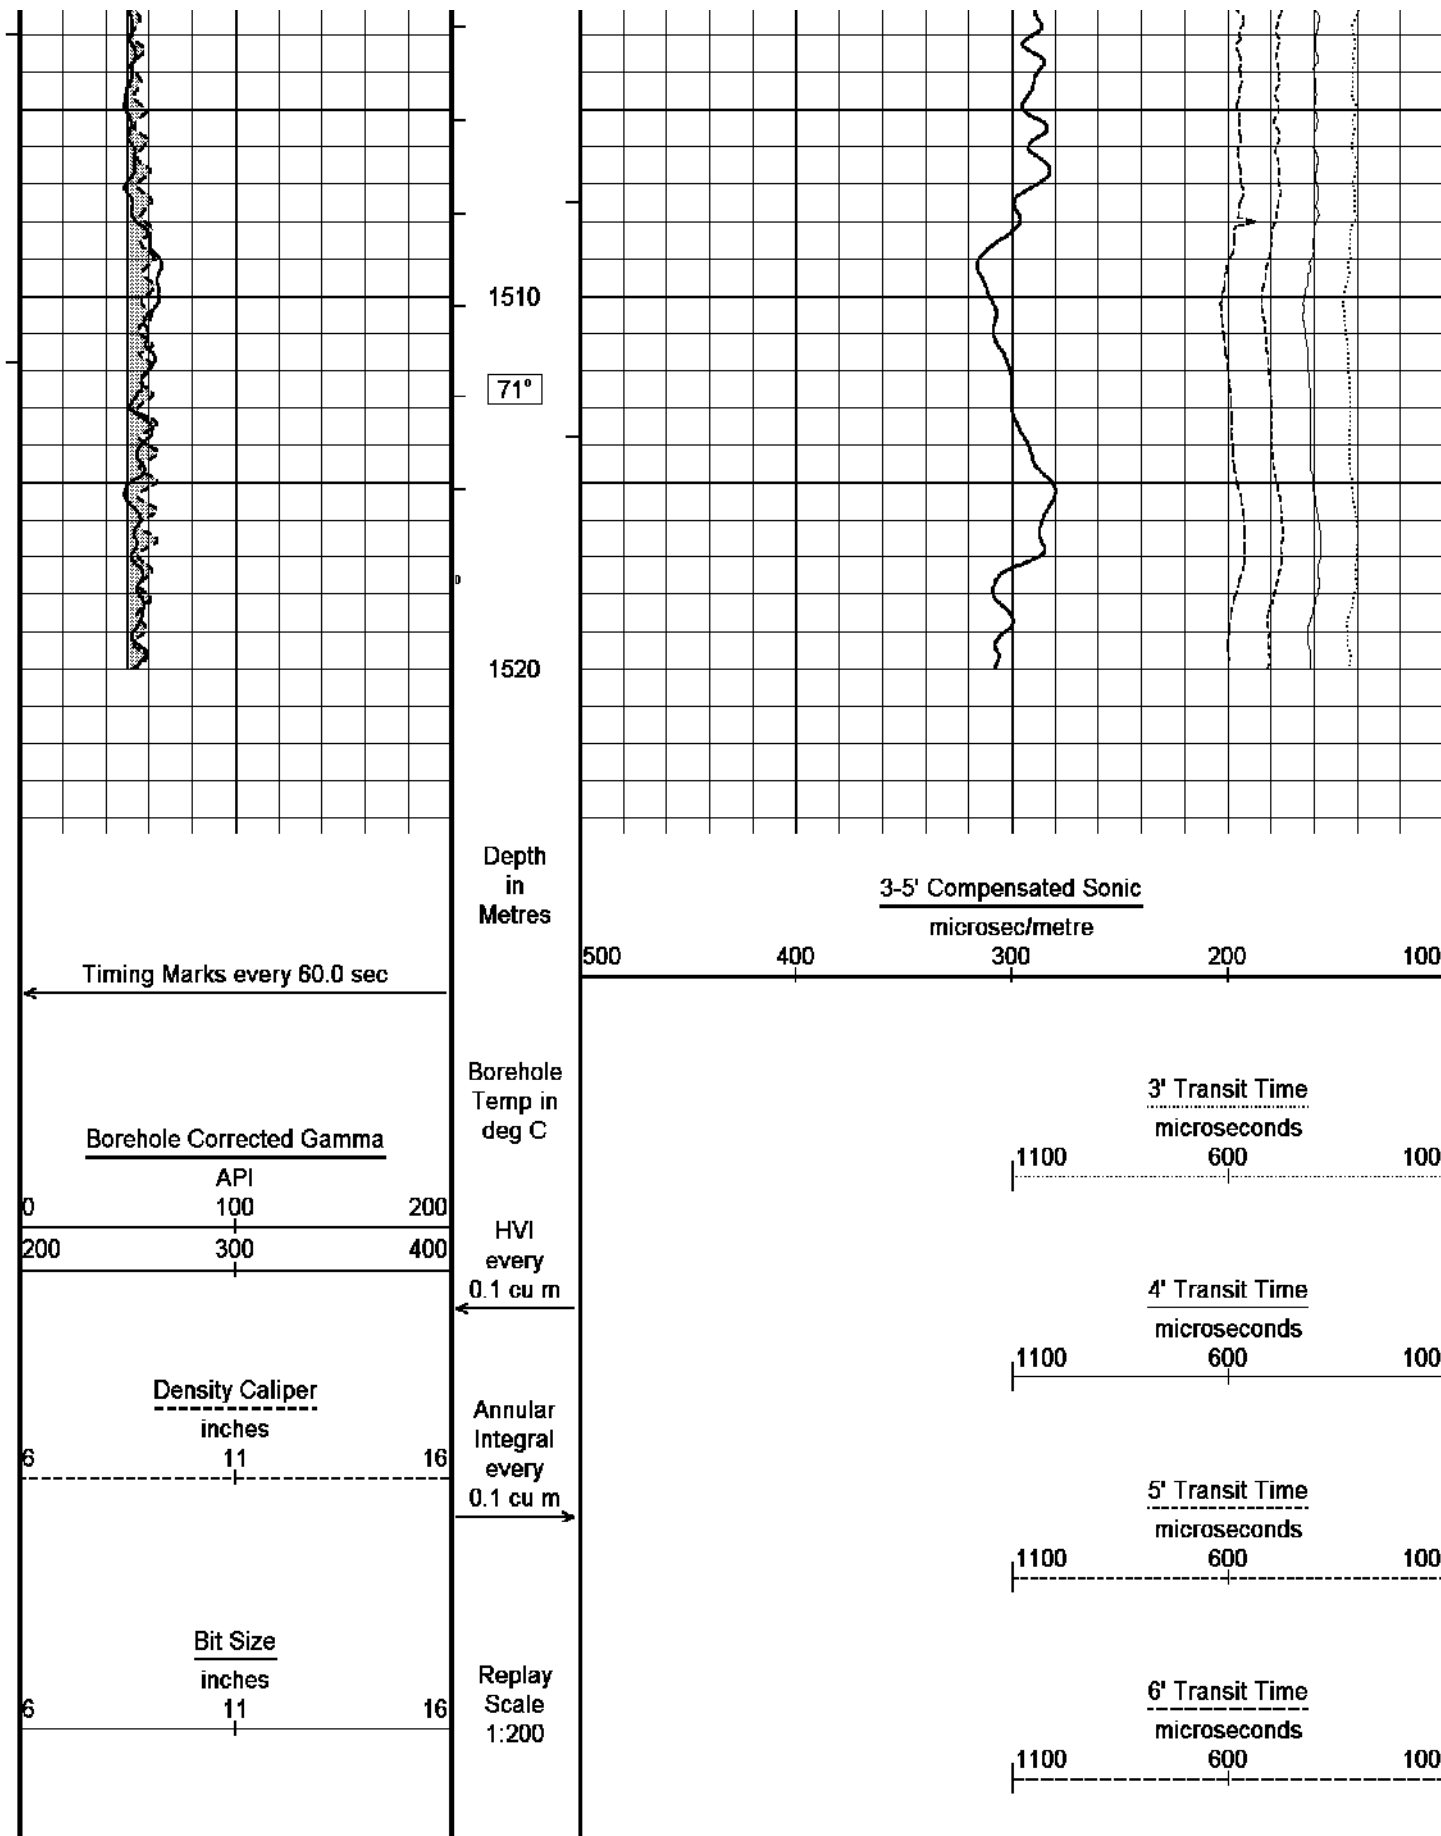 1510
71°
1520
Depth
in
Metres
3-5' Compensated Sonic
microsec/metre
500 400 300 200 100
Timing Marks every 60.0 sec
Borehole
Temp in
deg C
3' Transit Time
microseconds
1100 600 100
Borehole Corrected Gamma
API
0 100 200
200 300 400
HVI
every
0.1 cu m
4' Transit Time
microseconds
1100 600 100
Density Caliper
inches
6 11 16
Annular
Integral
every
0.1 cu m
5' Transit Time
microseconds
1100 600 100
Bit Size
inches
6 11 16
Replay
Scale
1:200
6' Transit Time
microseconds
1100 600 100